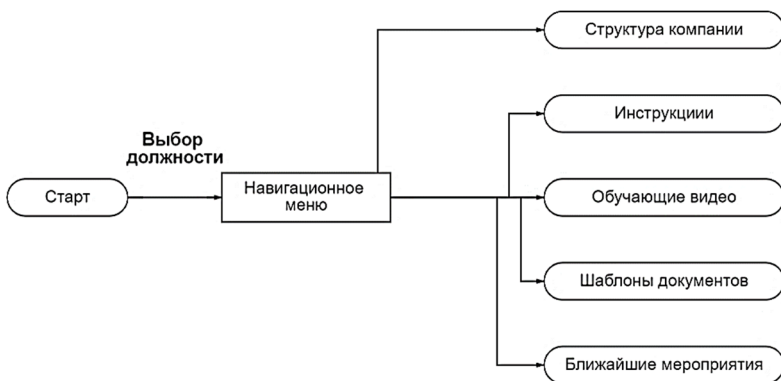 Структура компании
Инструкциии
Выбор
должности
Старт
Навигационное
меню
Обучающие видео
Шаблоны документов
Ближайшие мероприятия